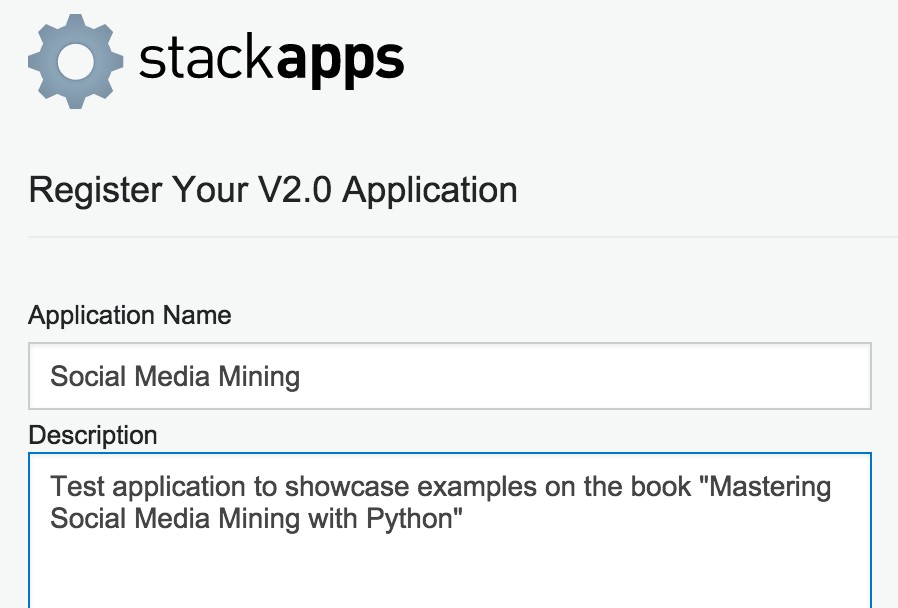 stackapps
Register Your V2.0 Application
Application Name
Social Media Mining
Description
Test application to showcase examples on the book "Mastering
Social Media Mining with Python"